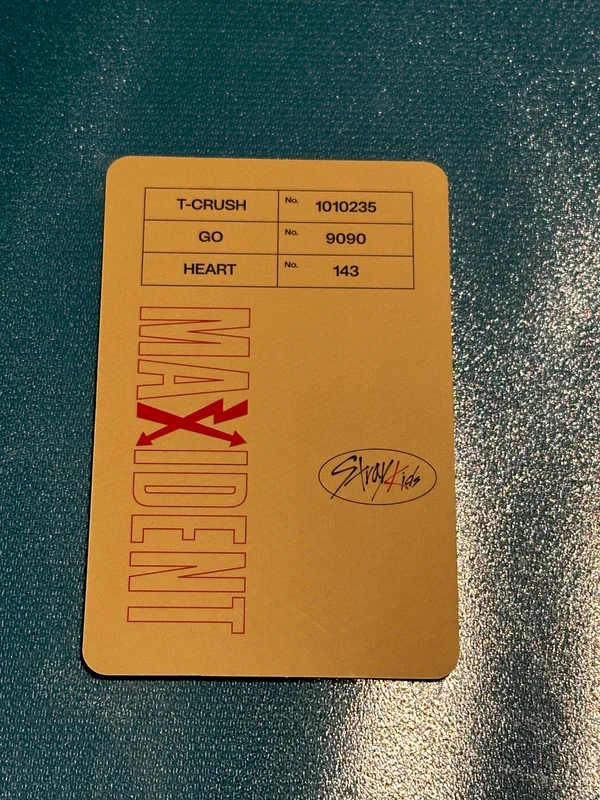 T-CRUSH No. 1010235
GO No. 9090
HEART No. 143
MAXIDENT
Stray Kids